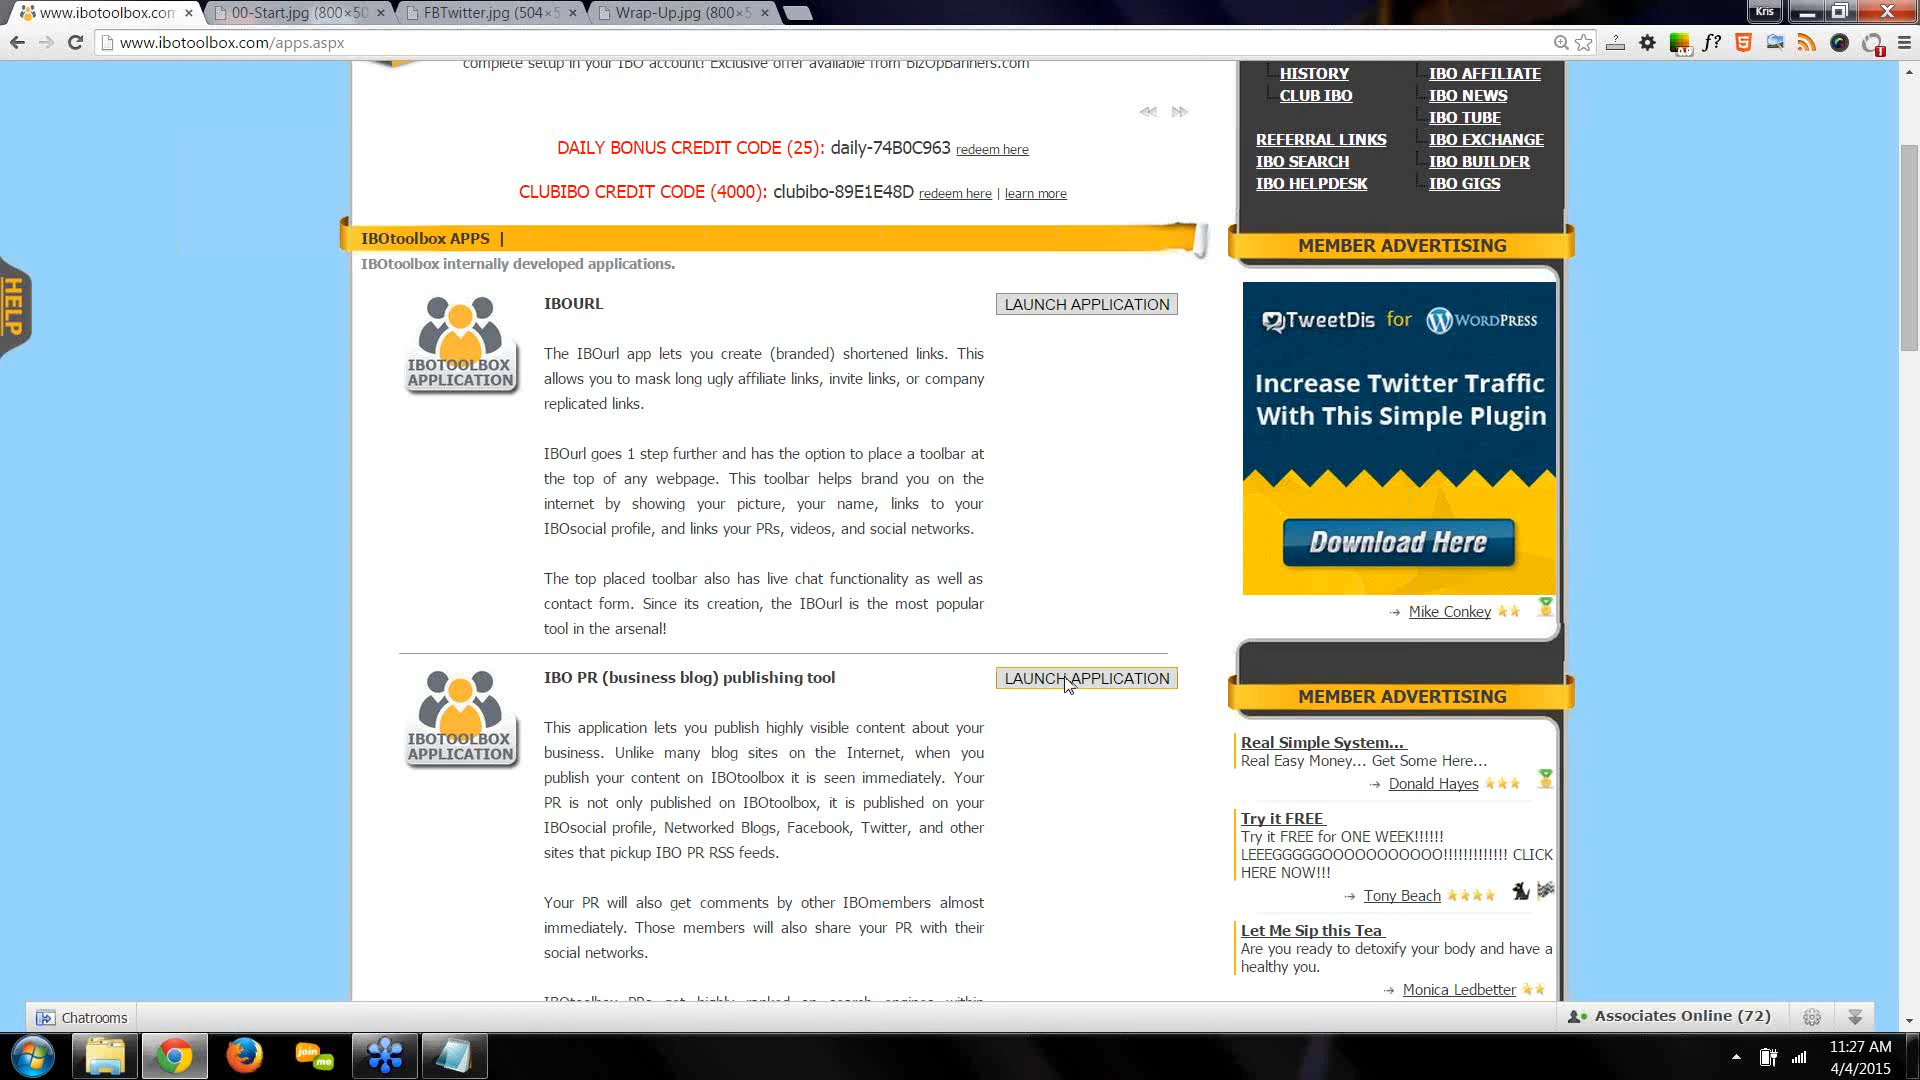 www.ibotoolbox.com
00-Start.jpg (800×50
FBTwitter.jpg (504×5
Wrap-Up.jpg (800×5
Kris
www.ibotoolbox.com/apps.aspx
complete setup in your IBO account! Exclusive offer available from BizOpBanners.com
DAILY BONUS CREDIT CODE (25): daily-74B0C963 redeem here
CLUBIBO CREDIT CODE (4000): clubibo-89E1E48D redeem here | learn more
HELP
IBOtoolbox APPS |
IBOtoolbox internally developed applications.
IBOTOOLBOX
APPLICATION
IBOURL
LAUNCH APPLICATION
The IBOurl app lets you create (branded) shortened links. This
allows you to mask long ugly affiliate links, invite links, or company
replicated links.
IBOurl goes 1 step further and has the option to place a toolbar at
the top of any webpage. This toolbar helps brand you on the
internet by showing your picture, your name, links to your
IBOsocial profile, and links your PRs, videos, and social networks.
The top placed toolbar also has live chat functionality as well as
contact form. Since its creation, the IBOurl is the most popular
tool in the arsenal!
IBOTOOLBOX
APPLICATION
IBO PR (business blog) publishing tool
LAUNCH APPLICATION
This application lets you publish highly visible content about your
business. Unlike many blog sites on the Internet, when you
publish your content on IBOtoolbox it is seen immediately. Your
PR is not only published on IBOtoolbox, it is published on your
IBOsocial profile, Networked Blogs, Facebook, Twitter, and other
sites that pickup IBO PR RSS feeds.
Your PR will also get comments by other IBOmembers almost
immediately. Those members will also share your PR with their
social networks.
IBOtoolbox PRs get highly ranked on search engines within
HISTORY
CLUB IBO
REFERRAL LINKS
IBO SEARCH
IBO HELPDESK
IBO AFFILIATE
IBO NEWS
IBO TUBE
IBO EXCHANGE
IBO BUILDER
IBO GIGS
MEMBER ADVERTISING
TweetDis for WORDPRESS
Increase Twitter Traffic
With This Simple Plugin
Download Here
Mike Conkey
MEMBER ADVERTISING
Real Simple System...
Real Easy Money... Get Some Here...
Donald Hayes
Try it FREE
Try it FREE for ONE WEEK!!!!!!
LEEEGGGGGOOOOOOOOOOO!!!!!!!!!!!!! CLICK
HERE NOW!!!
Tony Beach
Let Me Sip this Tea
Are you ready to detoxify your body and have a
healthy you.
Monica Ledbetter
Chatrooms
Associates Online (72)
join
me
11:27 AM
4/4/2015